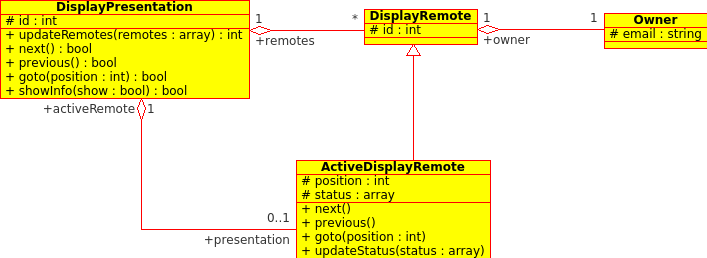 DisplayPresentation
# id : int
+ updateRemotes(remotes : array) : int
+ next() : bool
+ previous() : bool
+ goto(position : int) : bool
+ showInfo(show : bool) : bool
1
+remotes
*
DisplayRemote
# id : int
1
+owner
1
Owner
# email : string
+activeRemote
1
0..1
+presentation
ActiveDisplayRemote
# position : int
# status : array
+ next()
+ previous()
+ goto(position : int)
+ updateStatus(status : array)